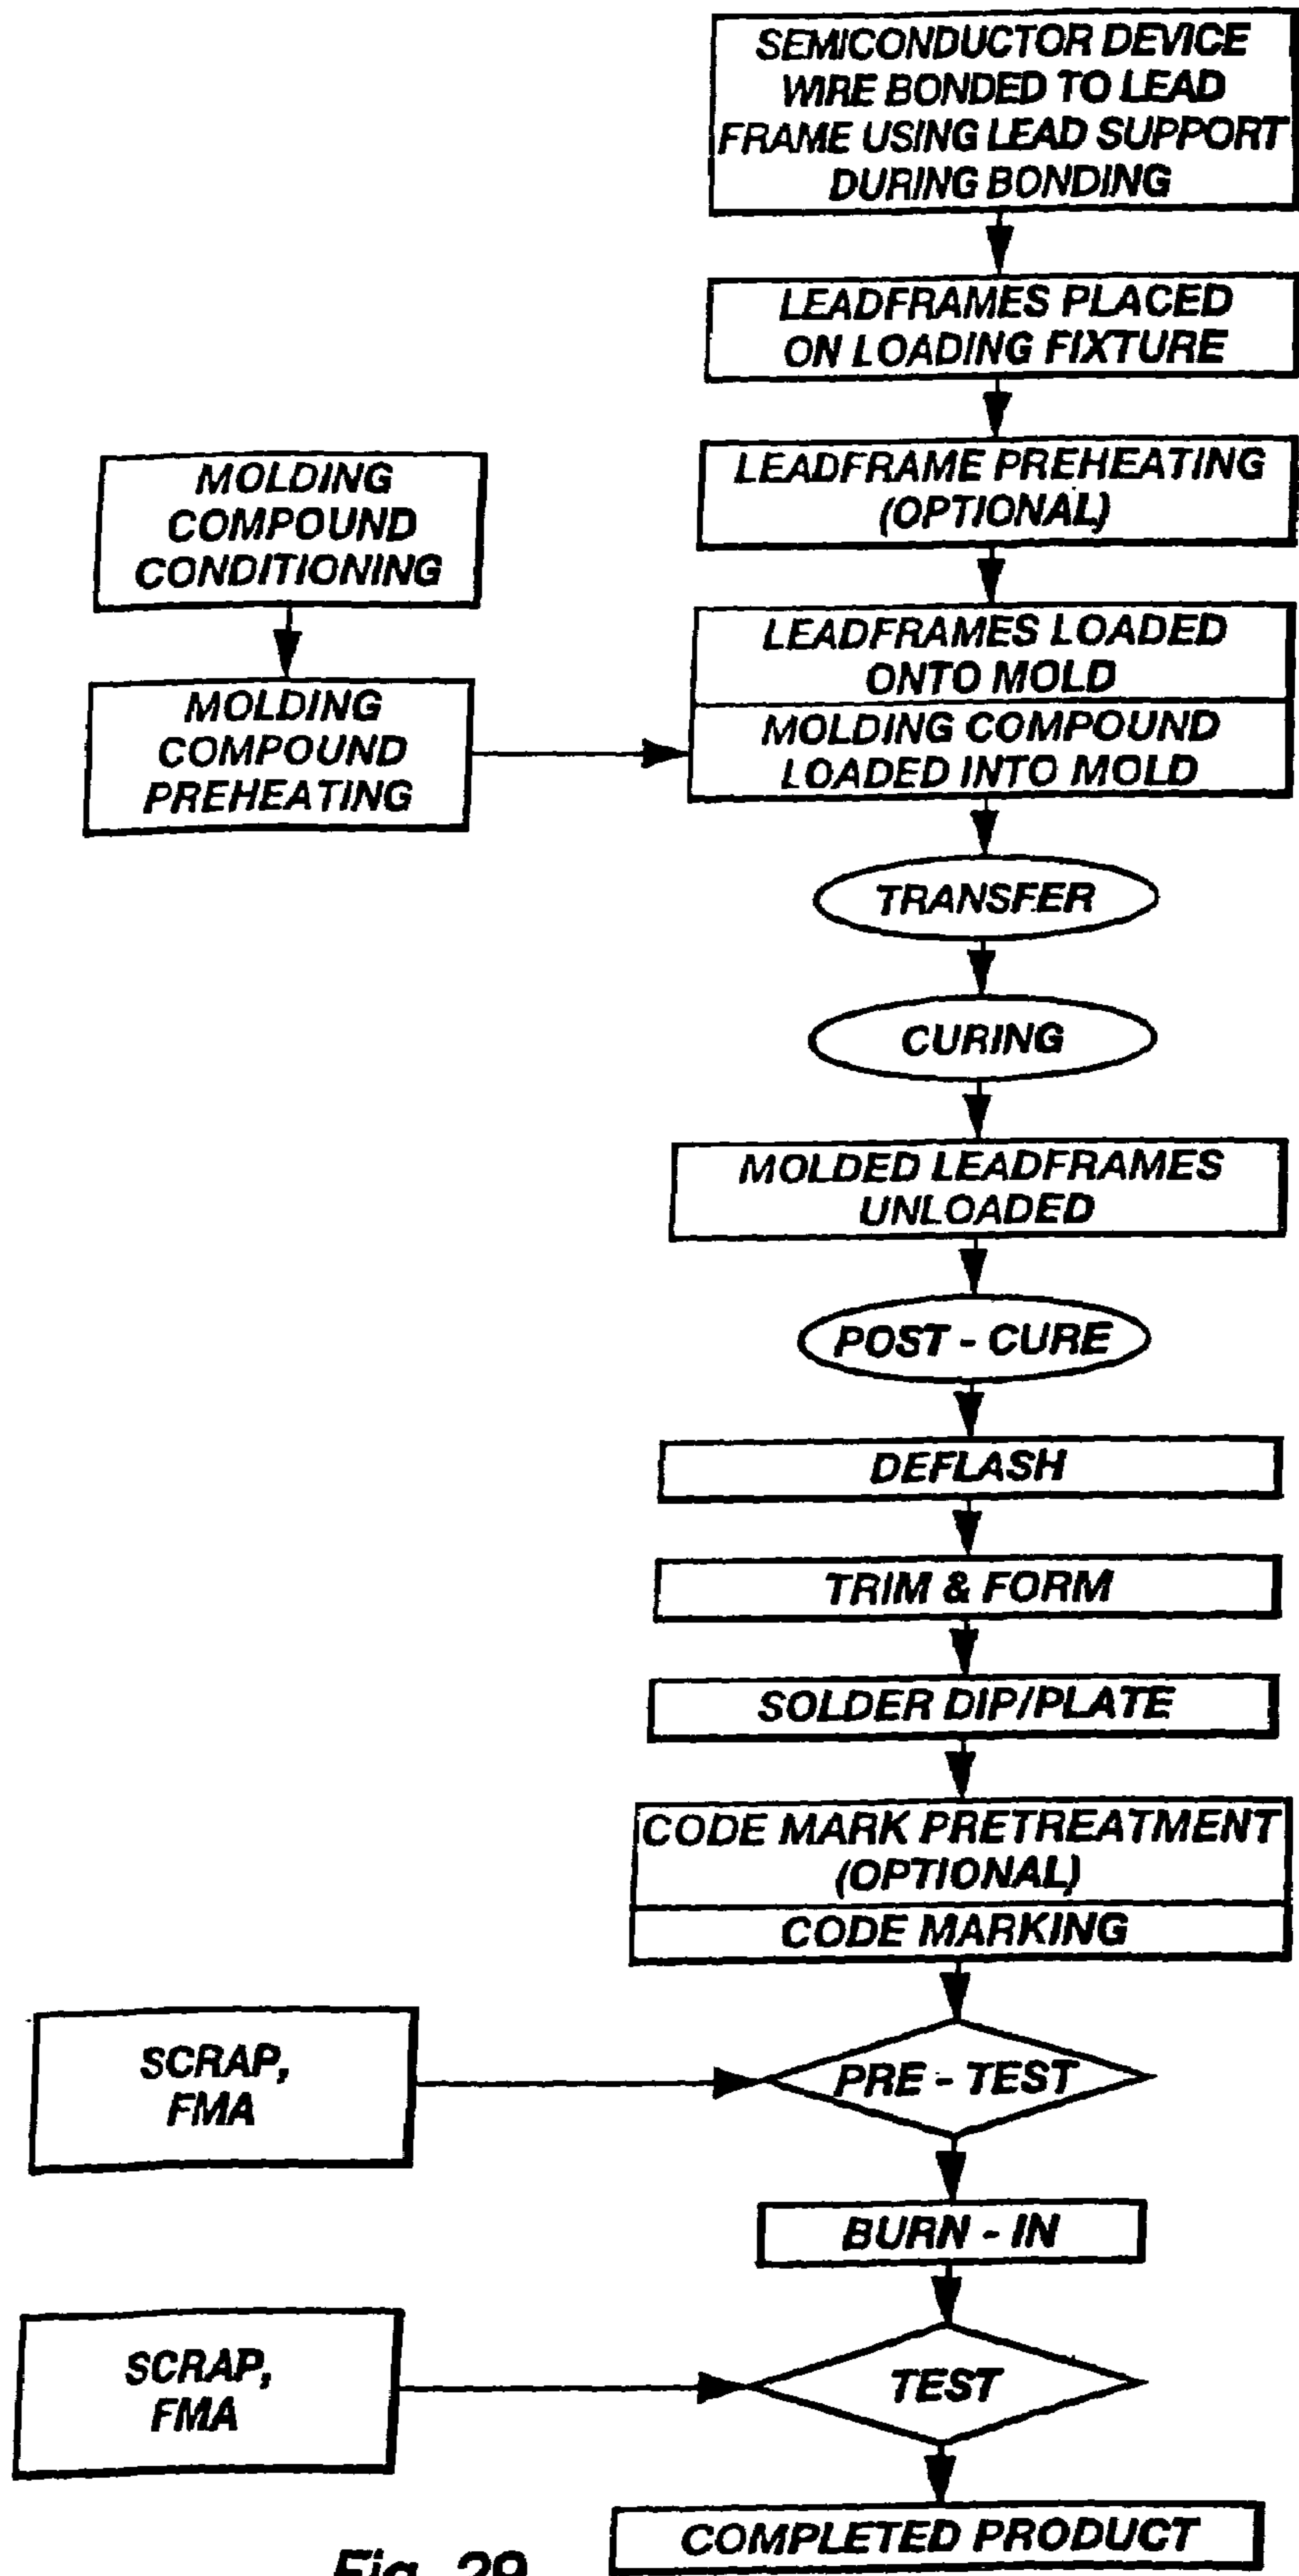 SEMICONDUCTOR DEVICE
WIRE BONDED TO LEAD
FRAME USING LEAD SUPPORT
DURING BONDING
LEADFRAMES PLACED
ON LOADING FIXTURE
LEADFRAME PREHEATING
(OPTIONAL)
MOLDING
COMPOUND
CONDITIONING
MOLDING
COMPOUND
PREHEATING
LEADFRAMES LOADED
ONTO MOLD
MOLDING COMPOUND
LOADED INTO MOLD
TRANSFER
CURING
MOLDED LEADFRAMES
UNLOADED
POST - CURE
DEFLASH
TRIM & FORM
SOLDER DIP/PLATE
CODE MARK PRETREATMENT
(OPTIONAL)
CODE MARKING
SCRAP,
FMA
PRE - TEST
BURN - IN
SCRAP,
FMA
TEST
COMPLETED PRODUCT
Fig. 29